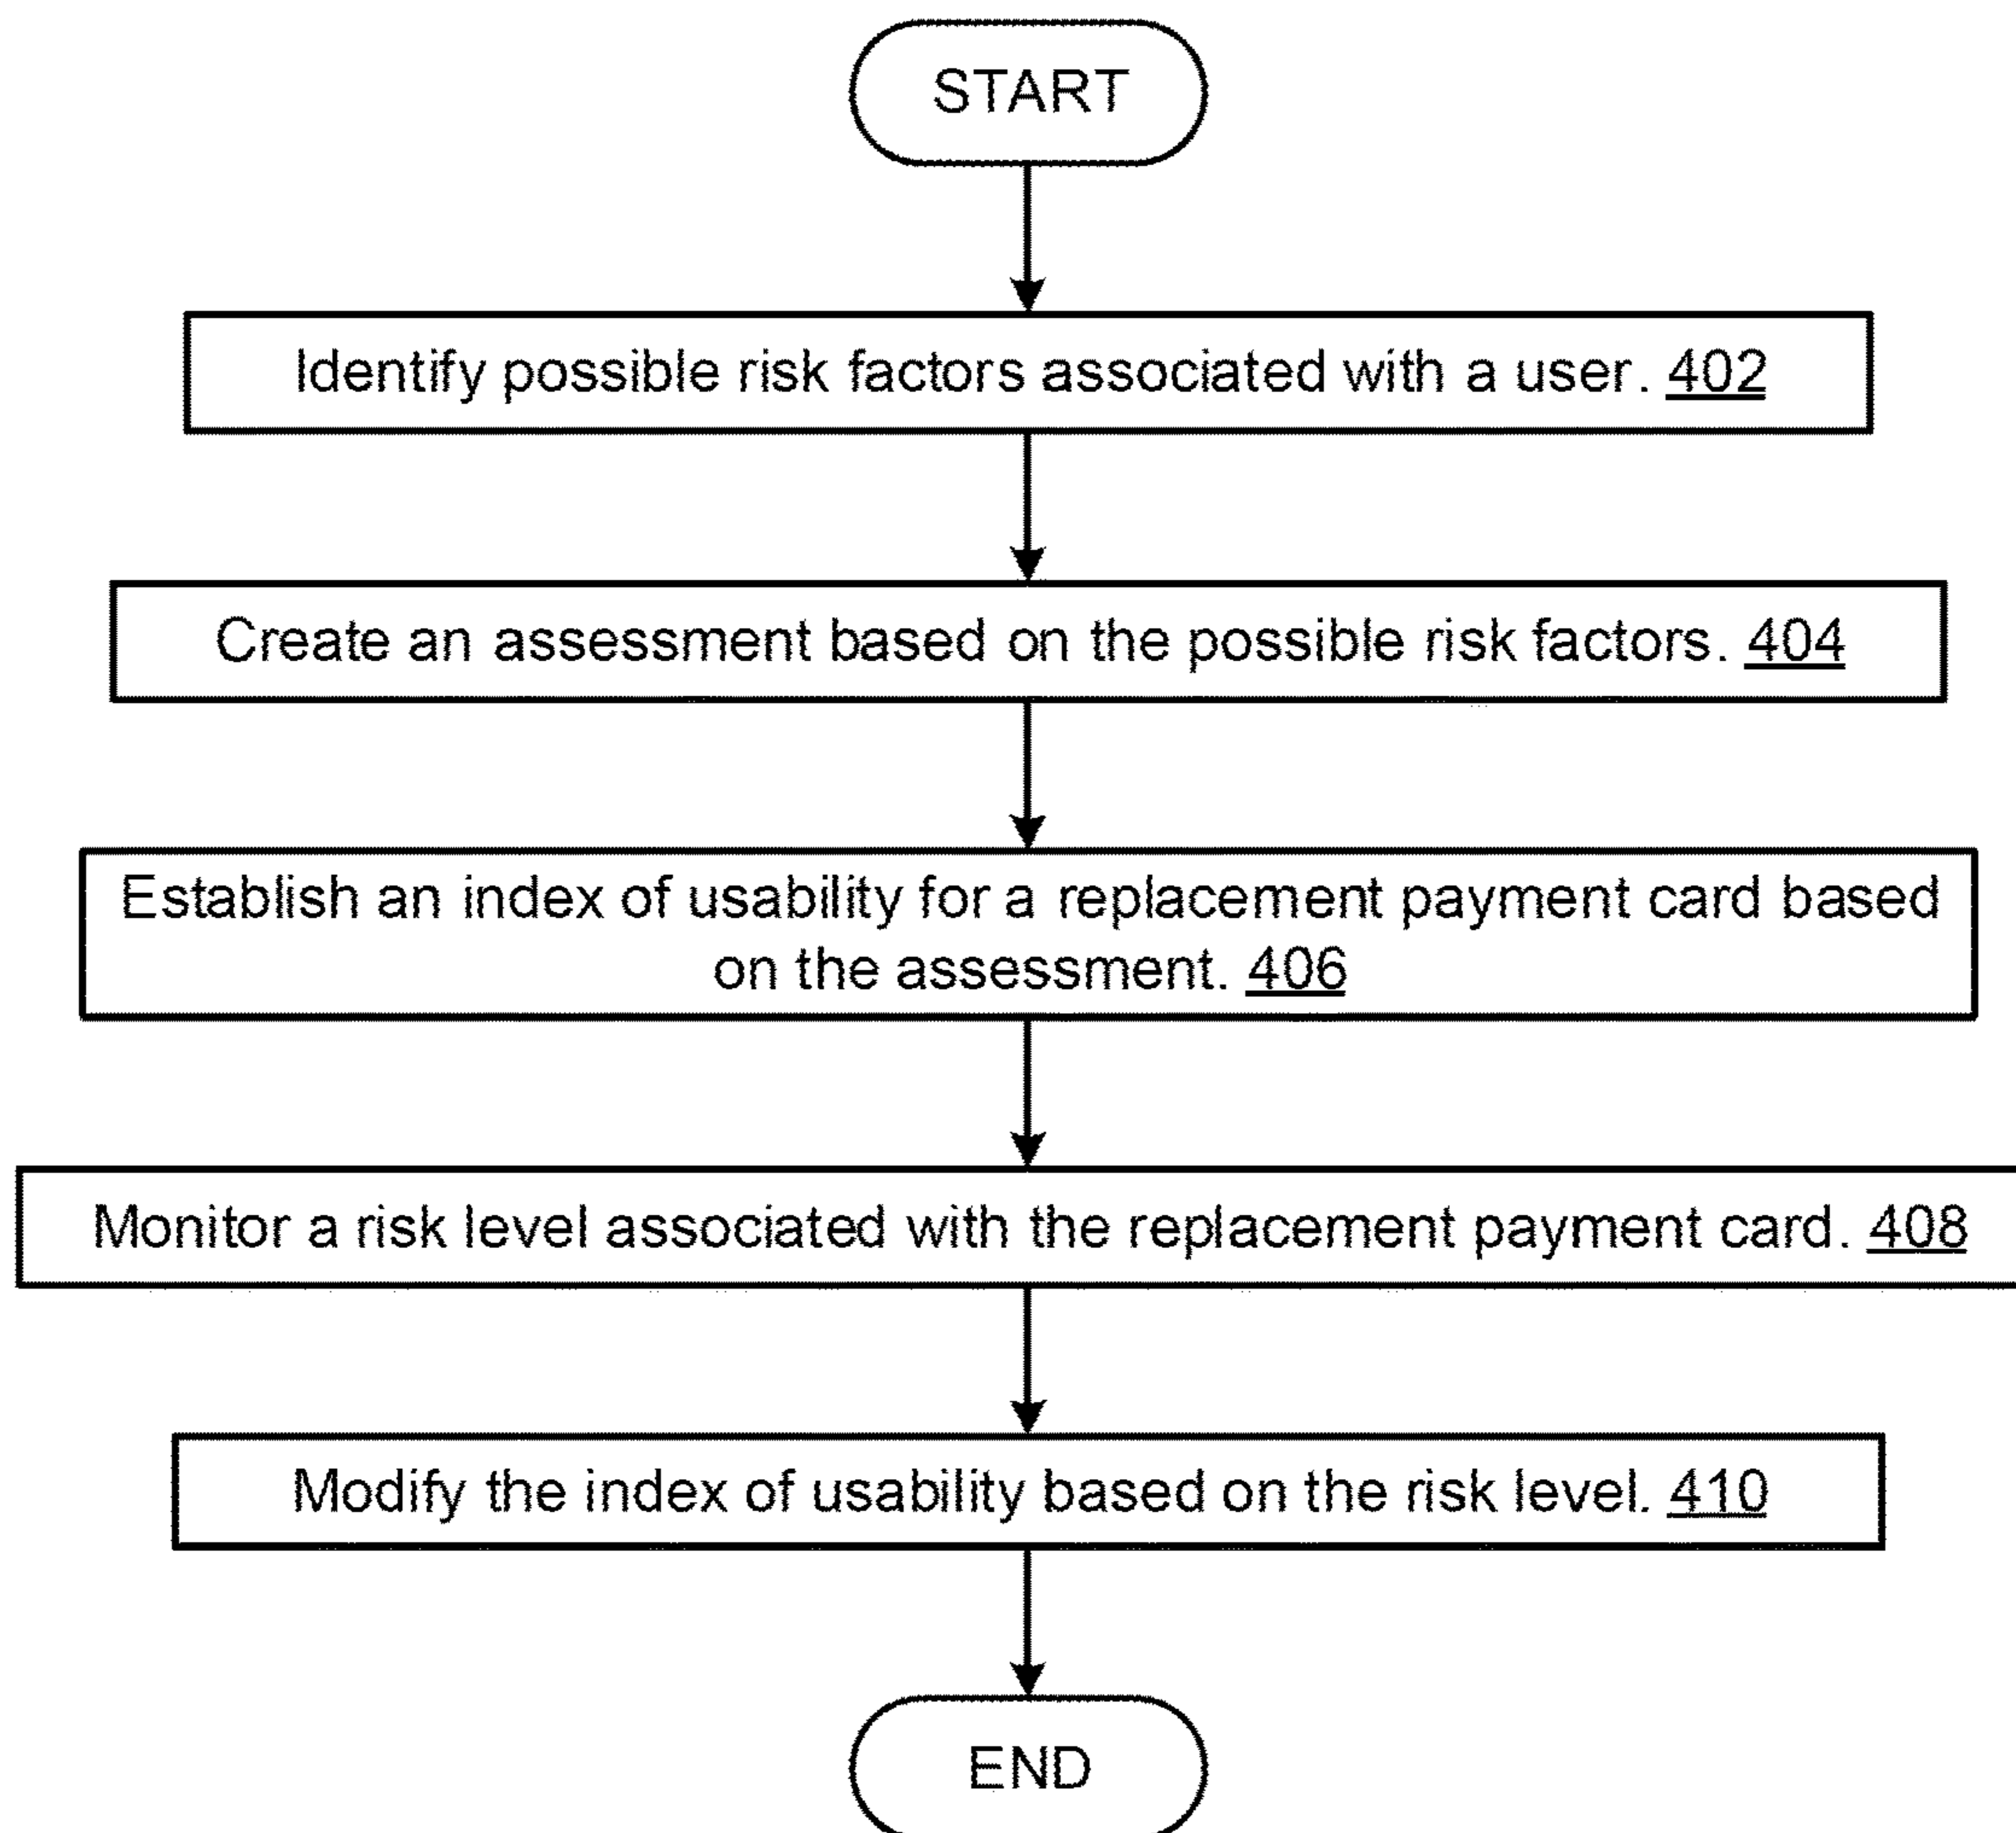 START
Identify possible risk factors associated with a user. 402
Create an assessment based on the possible risk factors. 404
Establish an index of usability for a replacement payment card based
on the assessment. 406
Monitor a risk level associated with the replacement payment card. 408
Modify the index of usability based on the risk level. 410
END